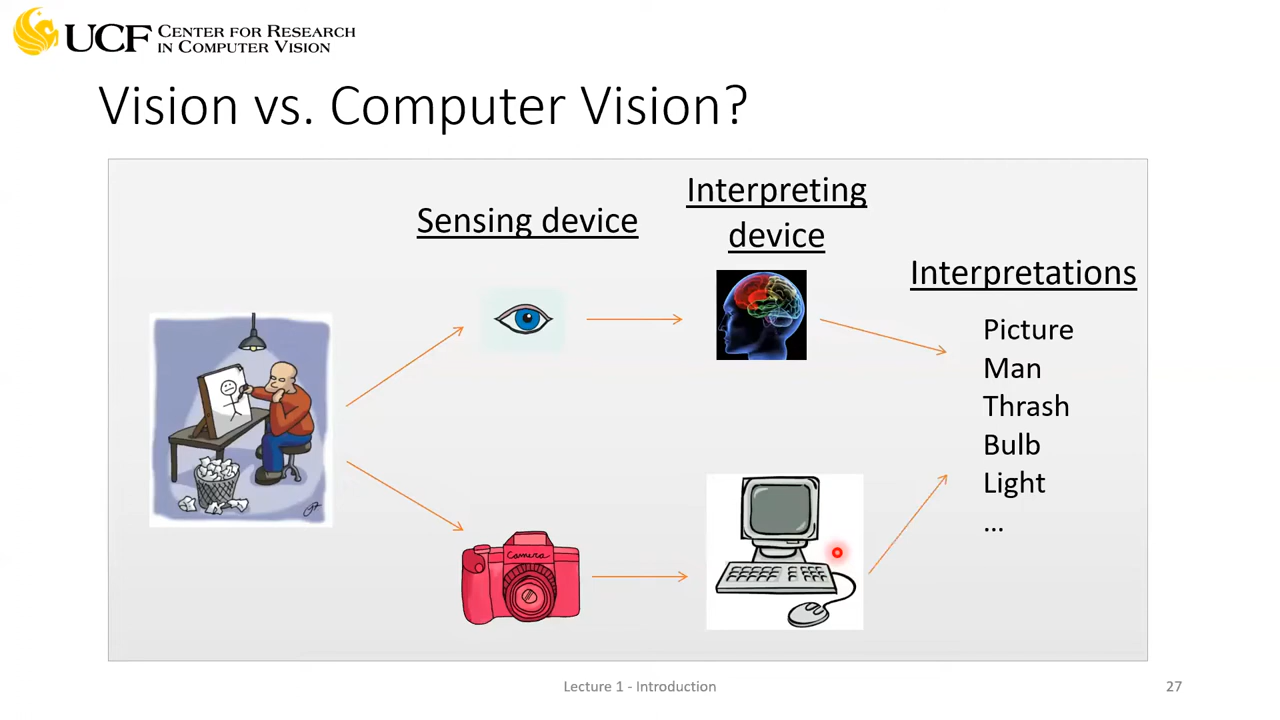 UCF
CENTER FOR RESEARCH
IN COMPUTER VISION
Vision vs. Computer Vision?
Sensing device
Interpreting
device
Interpretations
Picture
Man
Thrash
Bulb
Light
...
Camera
Lecture 1 - Introduction
27